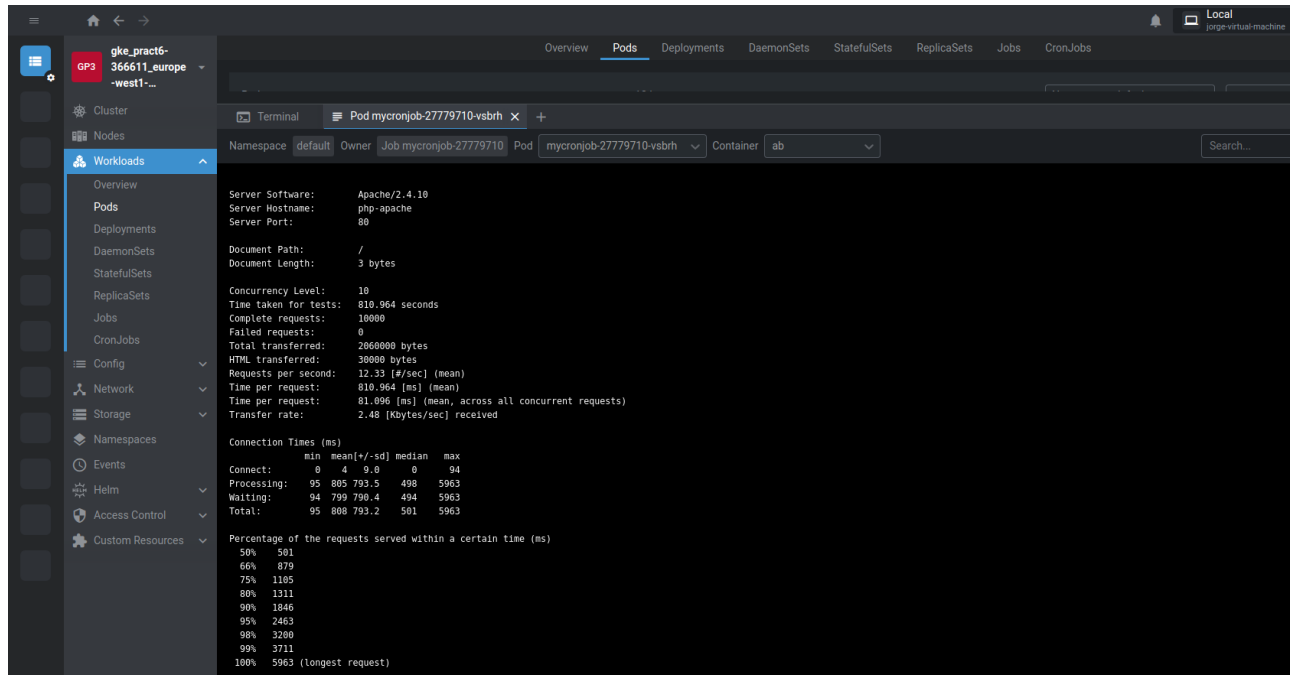 Local
jorge-virtual-machine
GP3
gke_pract6-
366611_europe
-west1-...
Overview Pods Deployments DaemonSets StatefulSets ReplicaSets Jobs CronJobs
Cluster
Nodes
Workloads
Overview
Pods
Deployments
DaemonSets
StatefulSets
ReplicaSets
Jobs
CronJobs
Config
Network
Storage
Namespaces
Events
Helm
Access Control
Custom Resources
Terminal Pod mycronjob-27779710-vsbrh
Namespace default Owner Job mycronjob-27779710 Pod mycronjob-27779710-vsbrh Container ab Search...
Server Software: Apache/2.4.10
Server Hostname: php-apache
Server Port: 80
Document Path: /
Document Length: 3 bytes
Concurrency Level: 10
Time taken for tests: 810.964 seconds
Complete requests: 10000
Failed requests: 0
Total transferred: 2060000 bytes
HTML transferred: 30000 bytes
Requests per second: 12.33 [#/sec] (mean)
Time per request: 810.964 [ms] (mean)
Time per request: 81.096 [ms] (mean, across all concurrent requests)
Transfer rate: 2.48 [Kbytes/sec] received
Connection Times (ms)
min mean[+/-sd] median max
Connect: 0 4 9.0 0 94
Processing: 95 805 793.5 498 5963
Waiting: 94 799 790.4 494 5963
Total: 95 808 793.2 501 5963
Percentage of the requests served within a certain time (ms)
50% 501
66% 879
75% 1105
80% 1311
90% 1846
95% 2463
98% 3200
99% 3711
100% 5963 (longest request)